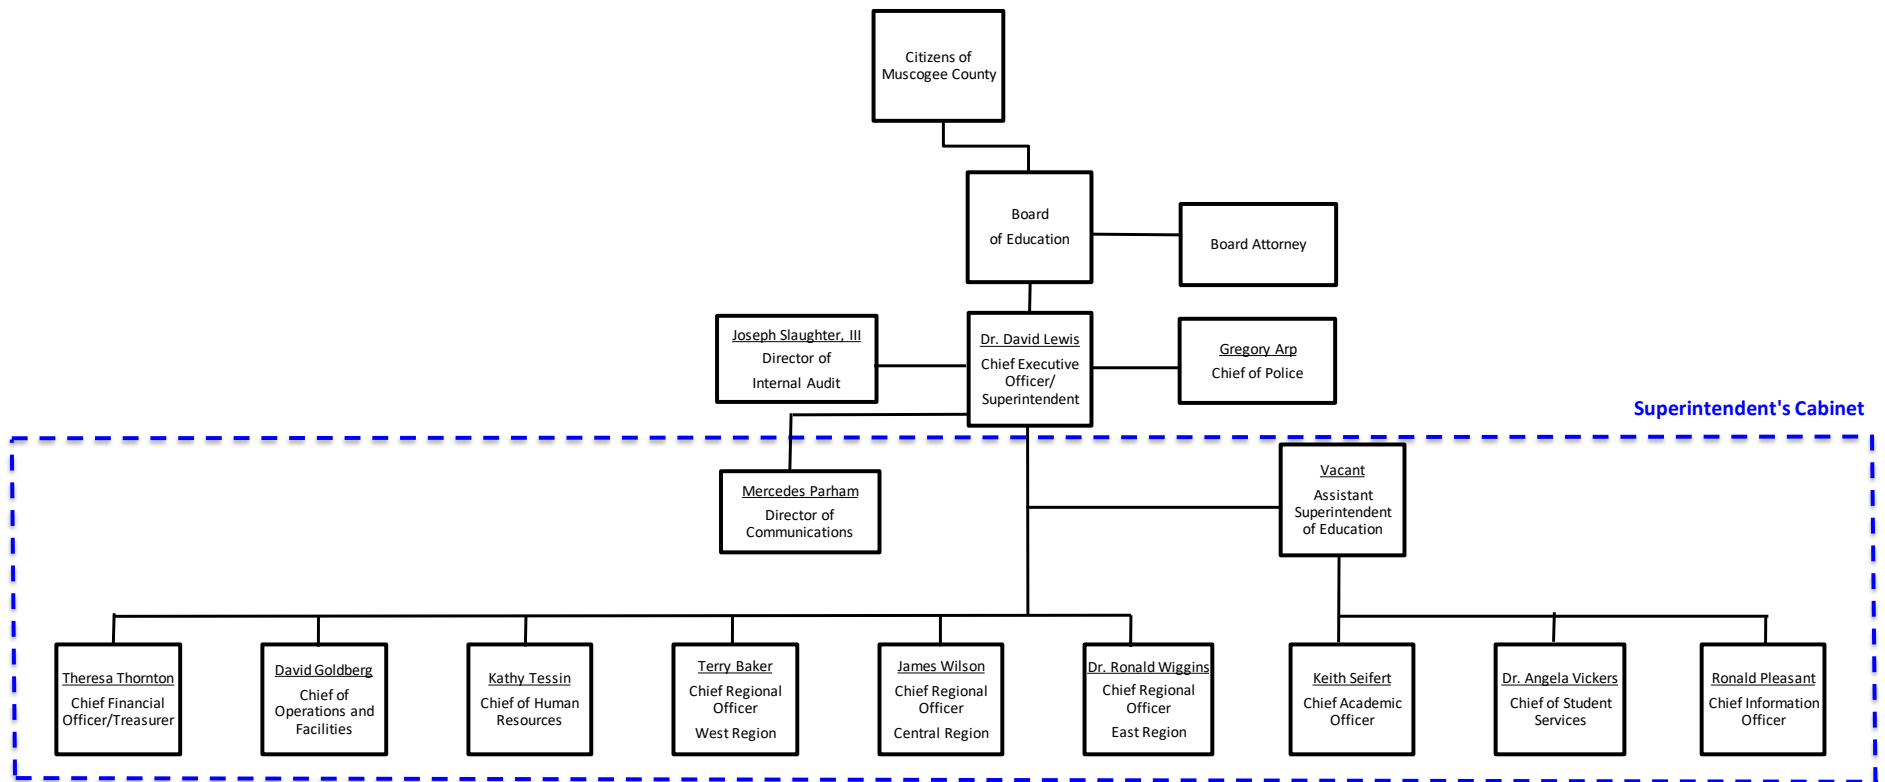 Citizens of
Muscogee County
Board
of Education
Board Attorney
Joseph Slaughter, III
Director of
Internal Audit
Dr. David Lewis
Chief Executive
Officer/
Superintendent
Gregory Arp
Chief of Police
Superintendent's Cabinet
Mercedes Parham
Director of
Communications
Vacant
Assistant
Superintendent
of Education
Theresa Thornton
Chief Financial
Officer/Treasurer
David Goldberg
Chief of
Operations and
Facilities
Kathy Tessin
Chief of Human
Resources
Terry Baker
Chief Regional
Officer
West Region
James Wilson
Chief Regional
Officer
Central Region
Dr. Ronald Wiggins
Chief Regional
Officer
East Region
Keith Seifert
Chief Academic
Officer
Dr. Angela Vickers
Chief of Student
Services
Ronald Pleasant
Chief Information
Officer